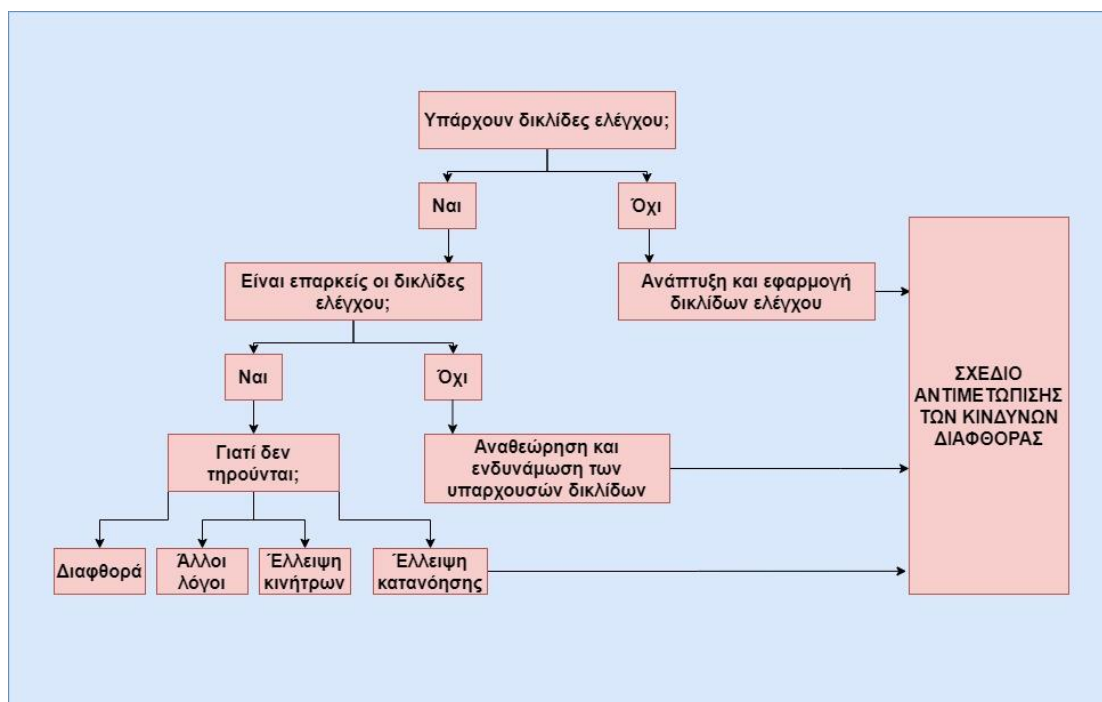 Υπάρχουν δικλίδες ελέγχου;
Ναι
Όχι
Είναι επαρκείς οι δικλίδες
ελέγχου;
Ανάπτυξη και εφαρμογή
δικλίδων ελέγχου
Ναι
Όχι
ΣΧΕΔΙΟ
ΑΝΤΙΜΕΤΩΠΙΣΗΣ
ΤΩΝ ΚΙΝΔΥΝΩΝ
ΔΙΑΦΘΟΡΑΣ
Γιατί δεν
τηρούνται;
Αναθεώρηση και
ενδυνάμωση των
υπαρχουσών δικλίδων
Διαφθορά
Άλλοι
λόγοι
Έλλειψη
κινήτρων
Έλλειψη
κατανόησης